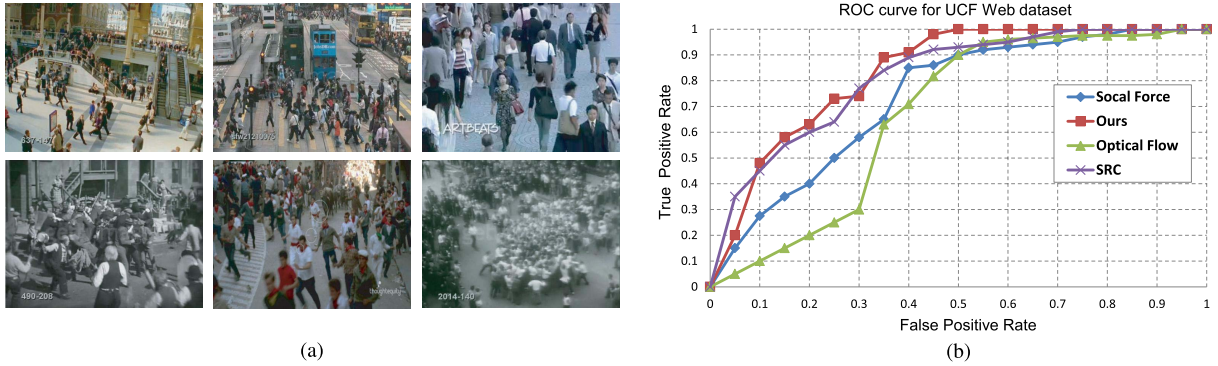 637-147
ARTBEATS
490-208
thoughtequity
2014-140
(a)
ROC curve for UCF Web dataset
True Positive Rate
1
0.9
0.8
0.7
0.6
0.5
0.4
0.3
0.2
0.1
0
Socal Force
Ours
Optical Flow
SRC
0 0.1 0.2 0.3 0.4 0.5 0.6 0.7 0.8 0.9 1
False Positive Rate
(b)